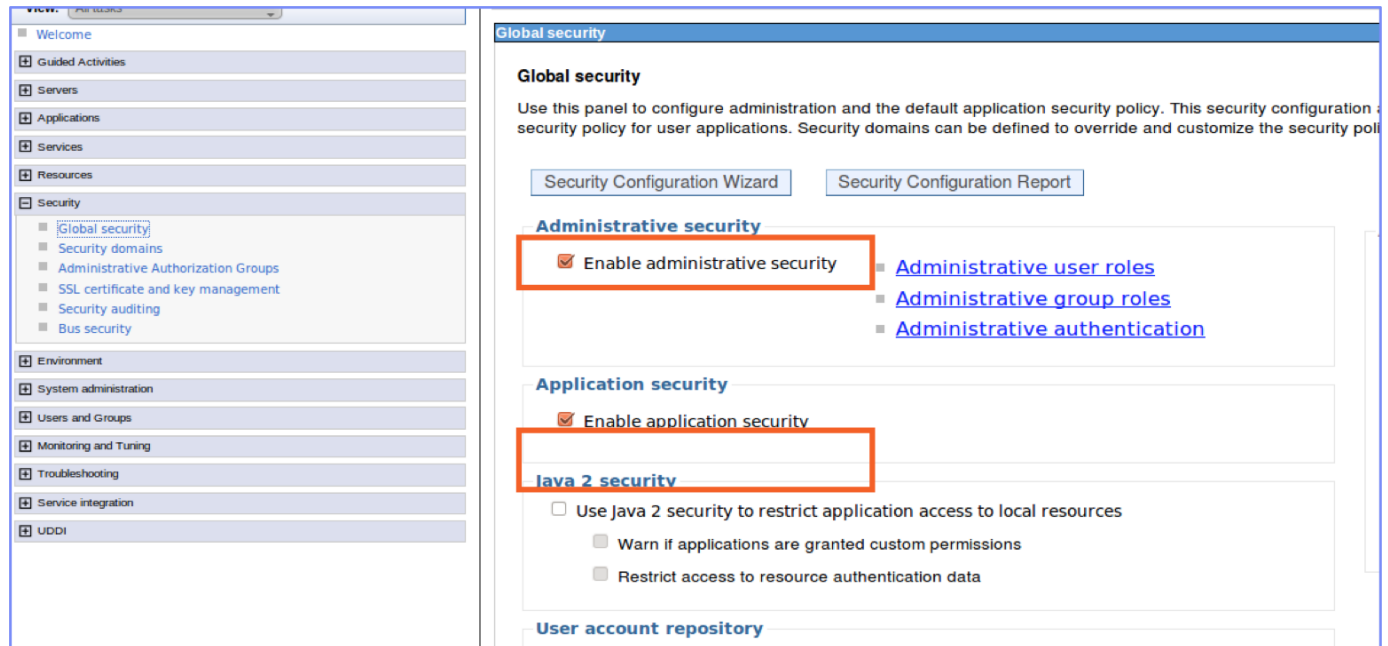 View: All tasks
Welcome
Guided Activities
Servers
Applications
Services
Resources
Security
Global security
Security domains
Administrative Authorization Groups
SSL certificate and key management
Security auditing
Bus security
Environment
System administration
Users and Groups
Monitoring and Tuning
Troubleshooting
Service integration
UDDI
Global security
Global security
Use this panel to configure administration and the default application security policy. This security configuration
security policy for user applications. Security domains can be defined to override and customize the security
Security Configuration Wizard
Security Configuration Report
Administrative security
Enable administrative security
Administrative user roles
Administrative group roles
Administrative authentication
Application security
Enable application security
Java 2 security
Use Java 2 security to restrict application access to local resources
Warn if applications are granted custom permissions
Restrict access to resource authentication data
User account repository